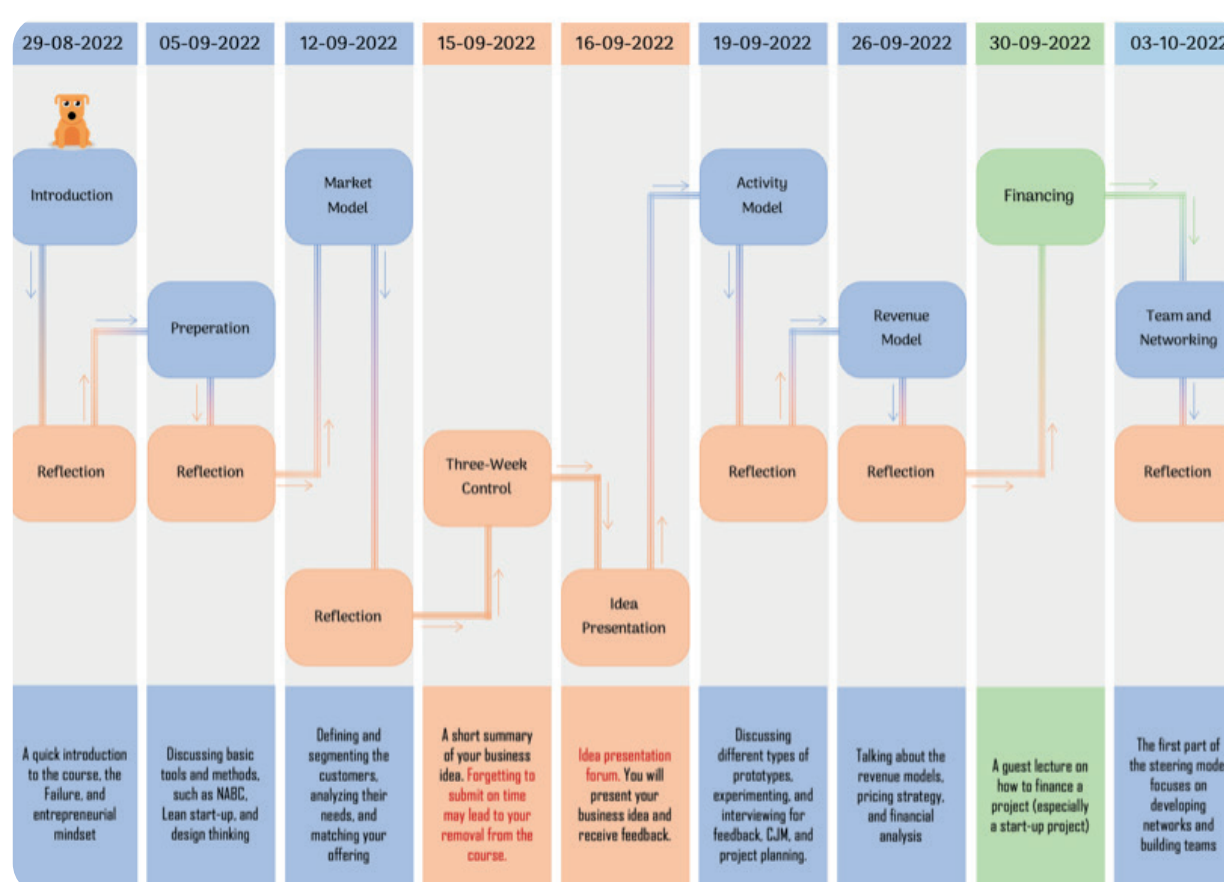 29-08-2022
05-09-2022
12-09-2022
15-09-2022
16-09-2022
19-09-2022
26-09-2022
30-09-2022
03-10-2022
Introduction
Market
Model
Activity
Model
Financing
Preperation
Revenue
Model
Team and
Networking
Reflection
Reflection
Three-Week
Control
Reflection
Reflection
Reflection
Reflection
Idea
Presentation
A quick introduction
to the course, the
Failure, and
entrepreneurial
mindset
Discussing basic
tools and methods,
such as NABC,
Lean start-up, and
design thinking
Defining and
segmenting the
customers,
analyzing their
needs, and
matching your
offering
A short summary
of your business
idea. Forgetting to
submit on time
may lead to your
removal from the
course.
Idea presentation
forum. You will
present your
business idea and
receive feedback.
Discussing
different types of
prototypes,
experimenting, and
interviewing for
feedback, CJM, and
project planning.
Talking about the
revenue models,
pricing strategy,
and financial
analysis
A guest lecture on
how to finance a
project (especially
a start-up project)
The first part of
the steering mode
focuses on
developing
networks and
building teams